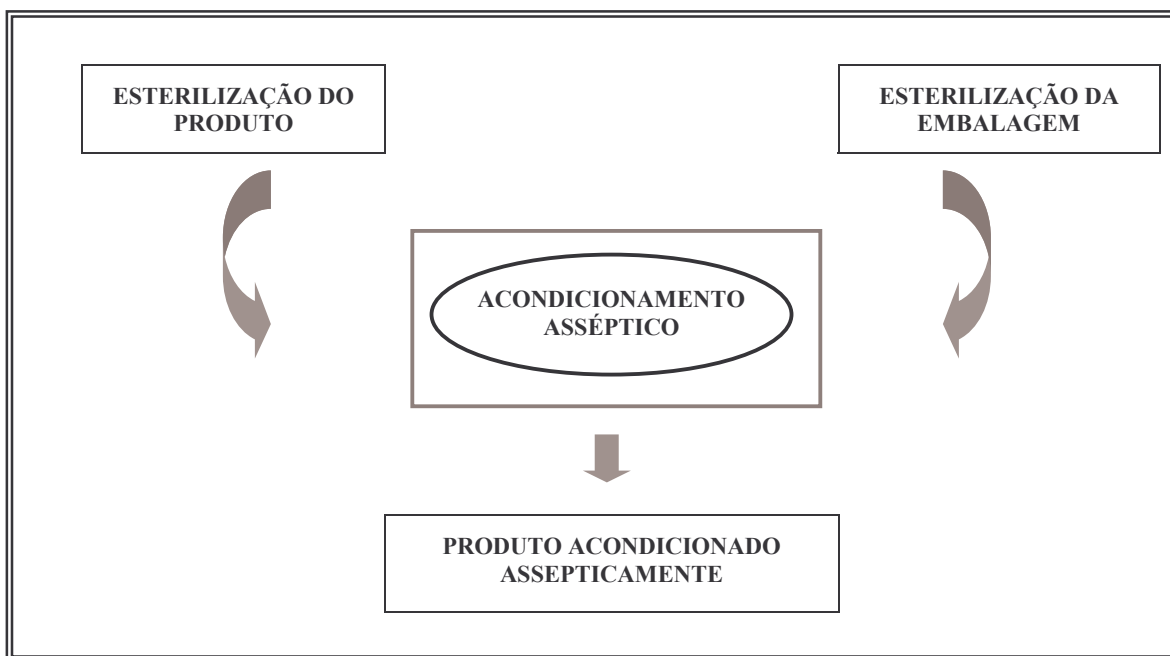 ESTERILIZAÇÃO DO
PRODUTO
ESTERILIZAÇÃO DA
EMBALAGEM
ACONDICIONAMENTO
ASSÉPTICO
PRODUTO ACONDICIONADO
ASSEPTICAMENTE